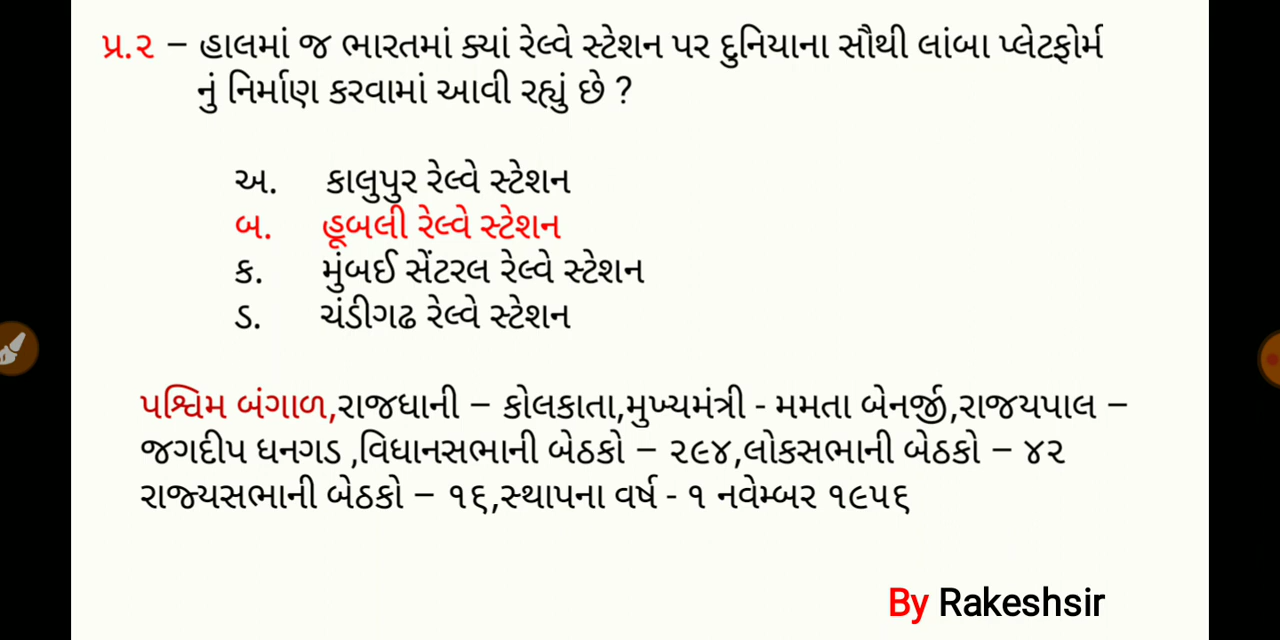 પ્ર.૨ – હાલમાં જ ભારતમાં ક્યાં રેલ્વે સ્ટેશન પર દુનિયાના સૌથી લાંબા પ્લેટફોર્મ
નું નિર્માણ કરવામાં આવી રહ્યું છે ?
અ. કાલુપુર રેલ્વે સ્ટેશન
બ. હૂબલી રેલ્વે સ્ટેશન
ક. મુંબઈ સેંટરલ રેલ્વે સ્ટેશન
ડ. ચંડીગઢ રેલ્વે સ્ટેશન
પશ્ચિમ બંગાળ,રાજધાની – કોલકાતા,મુખ્યમંત્રી - મમતા બેનર્જી,રાજયપાલ –
જગદીપ ધનગડ ,વિધાનસભાની બેઠકો – ૨૯૪,લોકસભાની બેઠકો – ૪૨
રાજ્યસભાની બેઠકો – ૧૬,સ્થાપના વર્ષ - ૧ નવેમ્બર ૧૯૫૬
By Rakeshsir